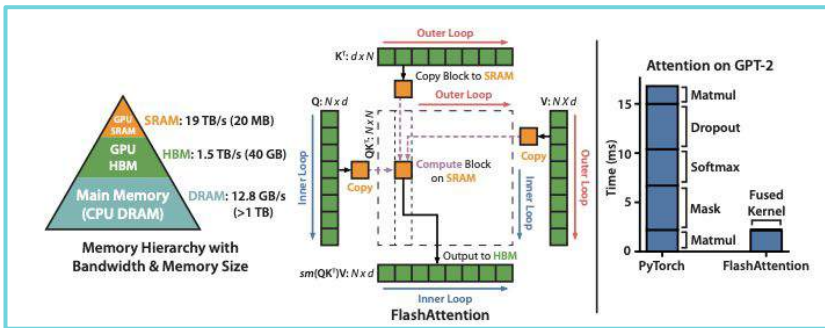 GPU
SRAM
GPU
HBM
Main Memory
(CPU DRAM)
SRAM: 19 TB/s (20 MB)
HBM: 1.5 TB/s (40 GB)
DRAM: 12.8 GB/s
(>1 TB)
Memory Hierarchy with
Bandwidth & Memory Size
Outer Loop
Kᵀ: d x N
Copy Block to SRAM
Outer Loop
Q: N x d
QKᵀ: N x N
V: N X d
Inner Loop
Copy
Compute Block
on SRAM
Copy
Inner Loop
Outer Loop
Output to HBM
sm(QKᵀ)V: N x d
Inner Loop
FlashAttention
Attention on GPT-2
Time (ms)
15
10
5
0
Matmul
Dropout
Softmax
Mask
Matmul
Fused
Kernel
PyTorch
FlashAttention